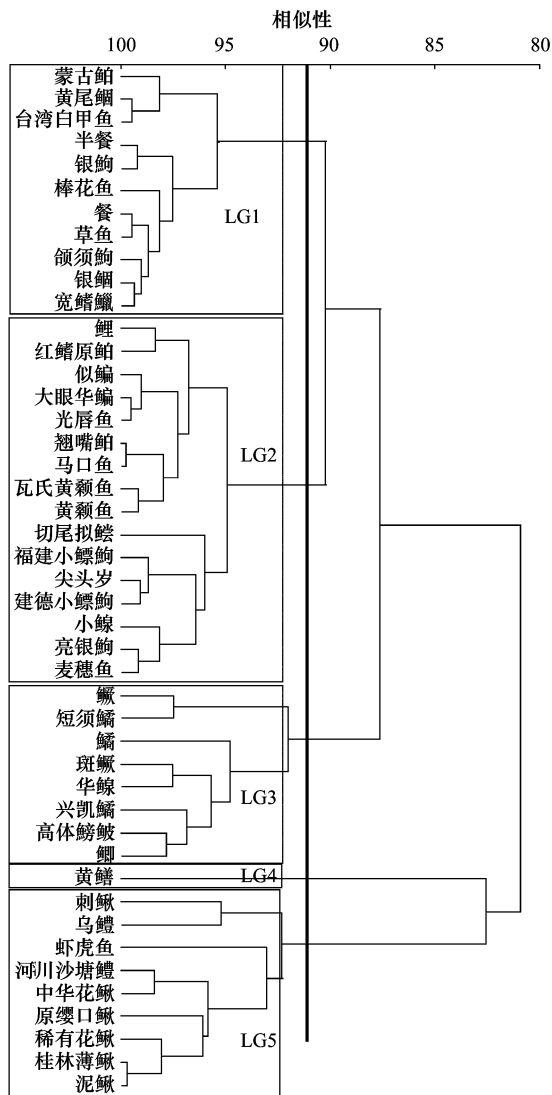 相似性
100 95 90 85 80
蒙古鲌
黄尾鲴
台湾白甲鱼
半餐
银鮈
棒花鱼
餐
草鱼
LG1
颌须鮈
银鲴
宽鳍鱲
鲤
红鳍原鲌
似鳊
大眼华鳊
光唇鱼
翘嘴鲌
LG2
马口鱼
瓦氏黄颡鱼
黄颡鱼
切尾拟鲿
福建小鳔鮈
尖头岁
建德小鳔鮈
小鳈
亮银鮈
麦穗鱼
鳜
短须鱊
鱊
斑鳜
华鳈
LG3
兴凯鱊
高体鳑鲏
鲫
黄鳝
LG4
刺鳅
乌鳢
虾虎鱼
河川沙塘鳢
中华花鳅
原缨口鳅
稀有花鳅
LG5
桂林薄鳅
泥鳅